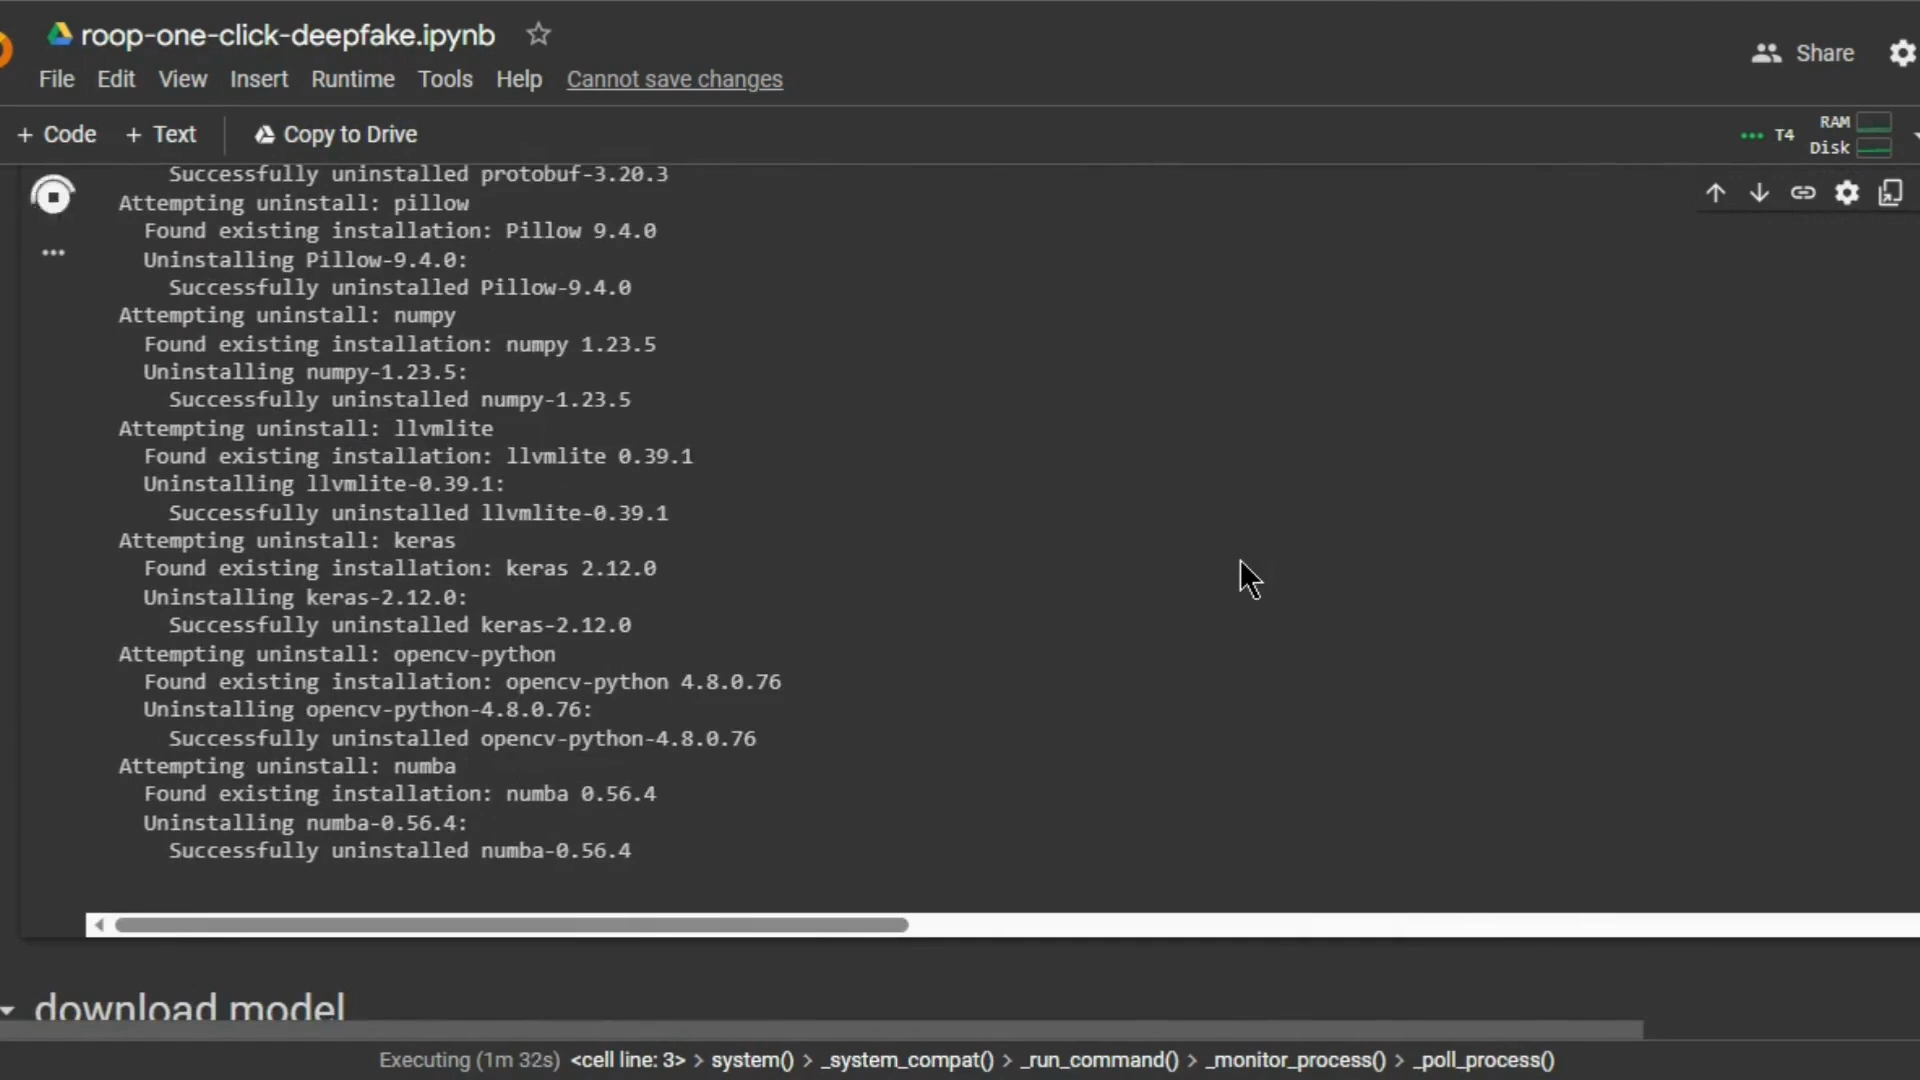 roop-one-click-deepfake.ipynb
File Edit View Insert Runtime Tools Help Cannot save changes
Share
+ Code + Text Copy to Drive
T4 RAM
Disk
Successfully uninstalled protobuf-3.20.3
Attempting uninstall: pillow
Found existing installation: Pillow 9.4.0
Uninstalling Pillow-9.4.0:
Successfully uninstalled Pillow-9.4.0
Attempting uninstall: numpy
Found existing installation: numpy 1.23.5
Uninstalling numpy-1.23.5:
Successfully uninstalled numpy-1.23.5
Attempting uninstall: llvmlite
Found existing installation: llvmlite 0.39.1
Uninstalling llvmlite-0.39.1:
Successfully uninstalled llvmlite-0.39.1
Attempting uninstall: keras
Found existing installation: keras 2.12.0
Uninstalling keras-2.12.0:
Successfully uninstalled keras-2.12.0
Attempting uninstall: opencv-python
Found existing installation: opencv-python 4.8.0.76
Uninstalling opencv-python-4.8.0.76:
Successfully uninstalled opencv-python-4.8.0.76
Attempting uninstall: numba
Found existing installation: numba 0.56.4
Uninstalling numba-0.56.4:
Successfully uninstalled numba-0.56.4
download model
Executing (1m 32s) <cell line: 3> > system() > _system_compat() > _run_command() > _monitor_process() > _poll_process()